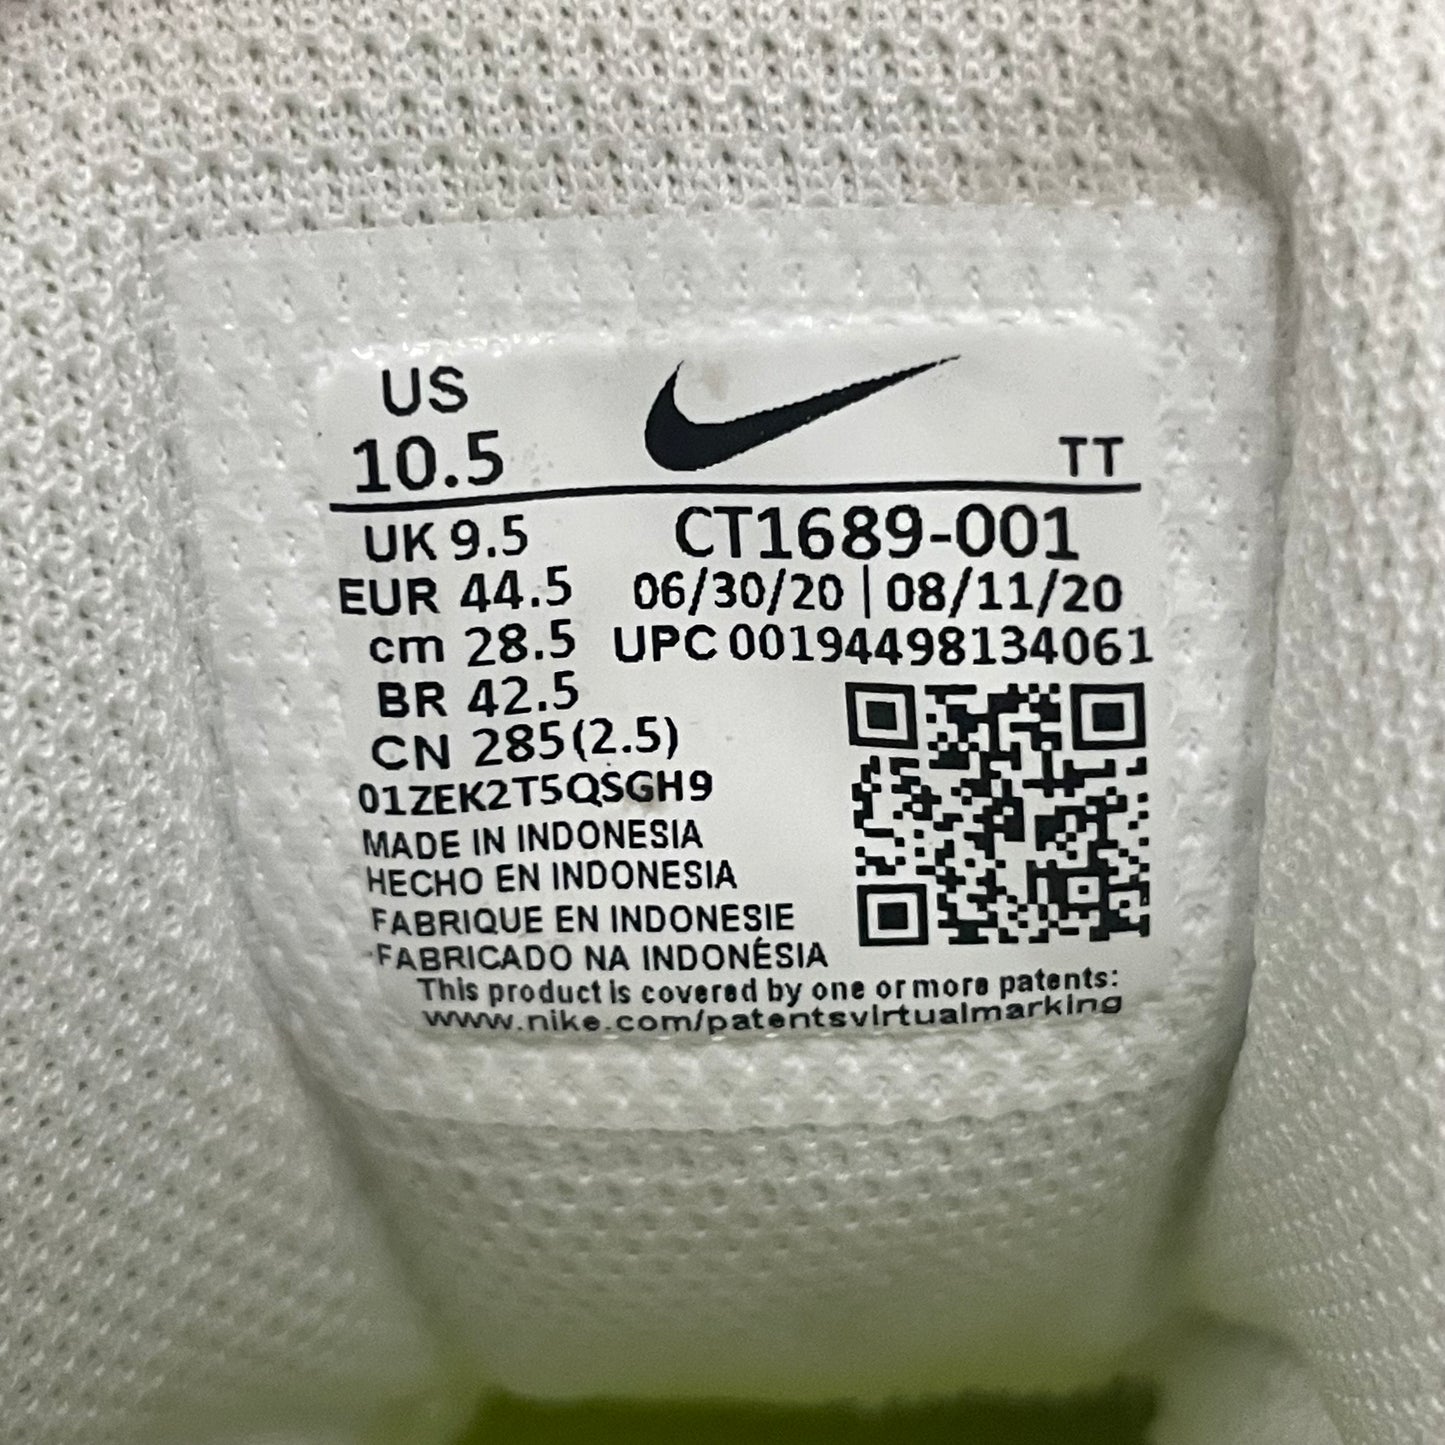 US
10.5
TT
UK 9.5
CT1689-001
EUR 44.5
06/30/20 | 08/11/20
cm 28.5
UPC 00194498134061
BR 42.5
CN 285(2.5)
01ZEK2T5QSGH9
MADE IN INDONESIA
HECHO EN INDONESIA
FABRIQUE EN INDONESIE
FABRICADO NA INDONÉSIA
This product is covered by one or more patents:
www.nike.com/patentsvirtualmarking